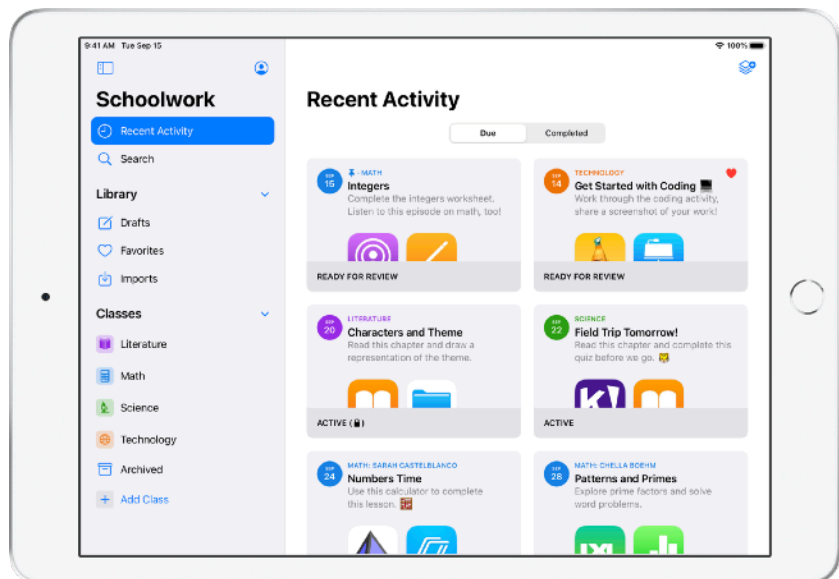 9:41 AM Tue Sep 15
100%
Schoolwork
Recent Activity
Search
Library
Drafts
Favorites
Imports
Classes
Literature
Math
Science
Technology
Archived
Add Class
Recent Activity
Due
Completed
SEP
15
- MATH
Integers
Complete the integers worksheet.
Listen to this episode on math, too!
READY FOR REVIEW
SEP
14
TECHNOLOGY
Get Started with Coding
Work through the coding activity,
share a screenshot of your work!
READY FOR REVIEW
SEP
20
LITERATURE
Characters and Theme
Read this chapter and draw a
representation of the theme.
ACTIVE ( )
SEP
22
SCIENCE
Field Trip Tomorrow!
Read this chapter and complete this
quiz before we go.
K!
ACTIVE
SEP
24
MATH: SARAH CASTELBLANCO
Numbers Time
Use this calculator to complete
this lesson.
SEP
28
MATH: CHELLA BOEHM
Patterns and Primes
Explore prime factors and solve
word problems.
IXL